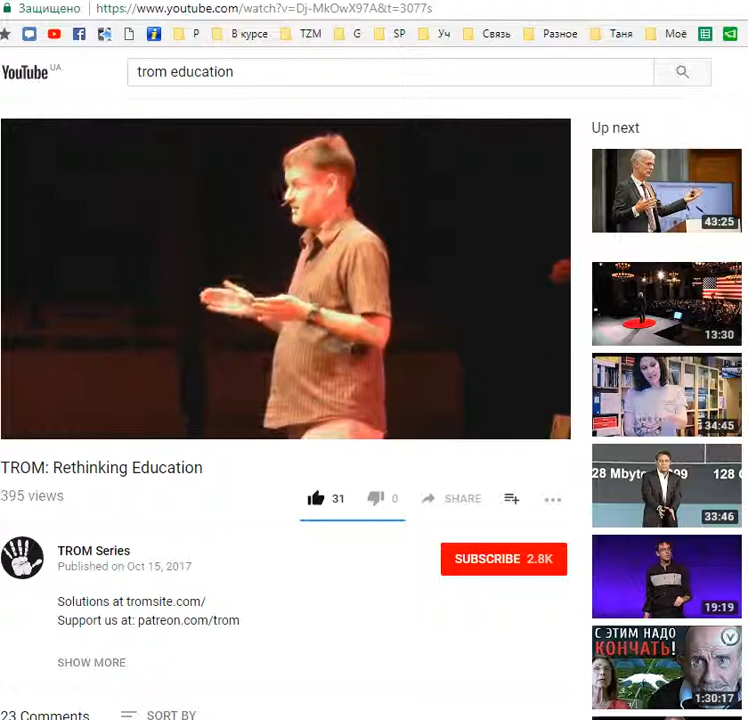 Защищено https://www.youtube.com/watch?v=Dj-MkOwX97A&t=3077s
P В курсе TZM G SP Уч Связь Разное Таня Моё
YouTube UA
trom education
Up next
43:25
13:30
34:45
28 Mbyt 99 128
33:46
19:19
С ЭТИМ НАДО
КОНЧАТЬ!
1:30:17
TROM: Rethinking Education
395 views
31 0 SHARE
TROM Series
Published on Oct 15, 2017
SUBSCRIBE 2.8K
Solutions at tromsite.com/
Support us at: patreon.com/trom
SHOW MORE
23 Comments SORT BY